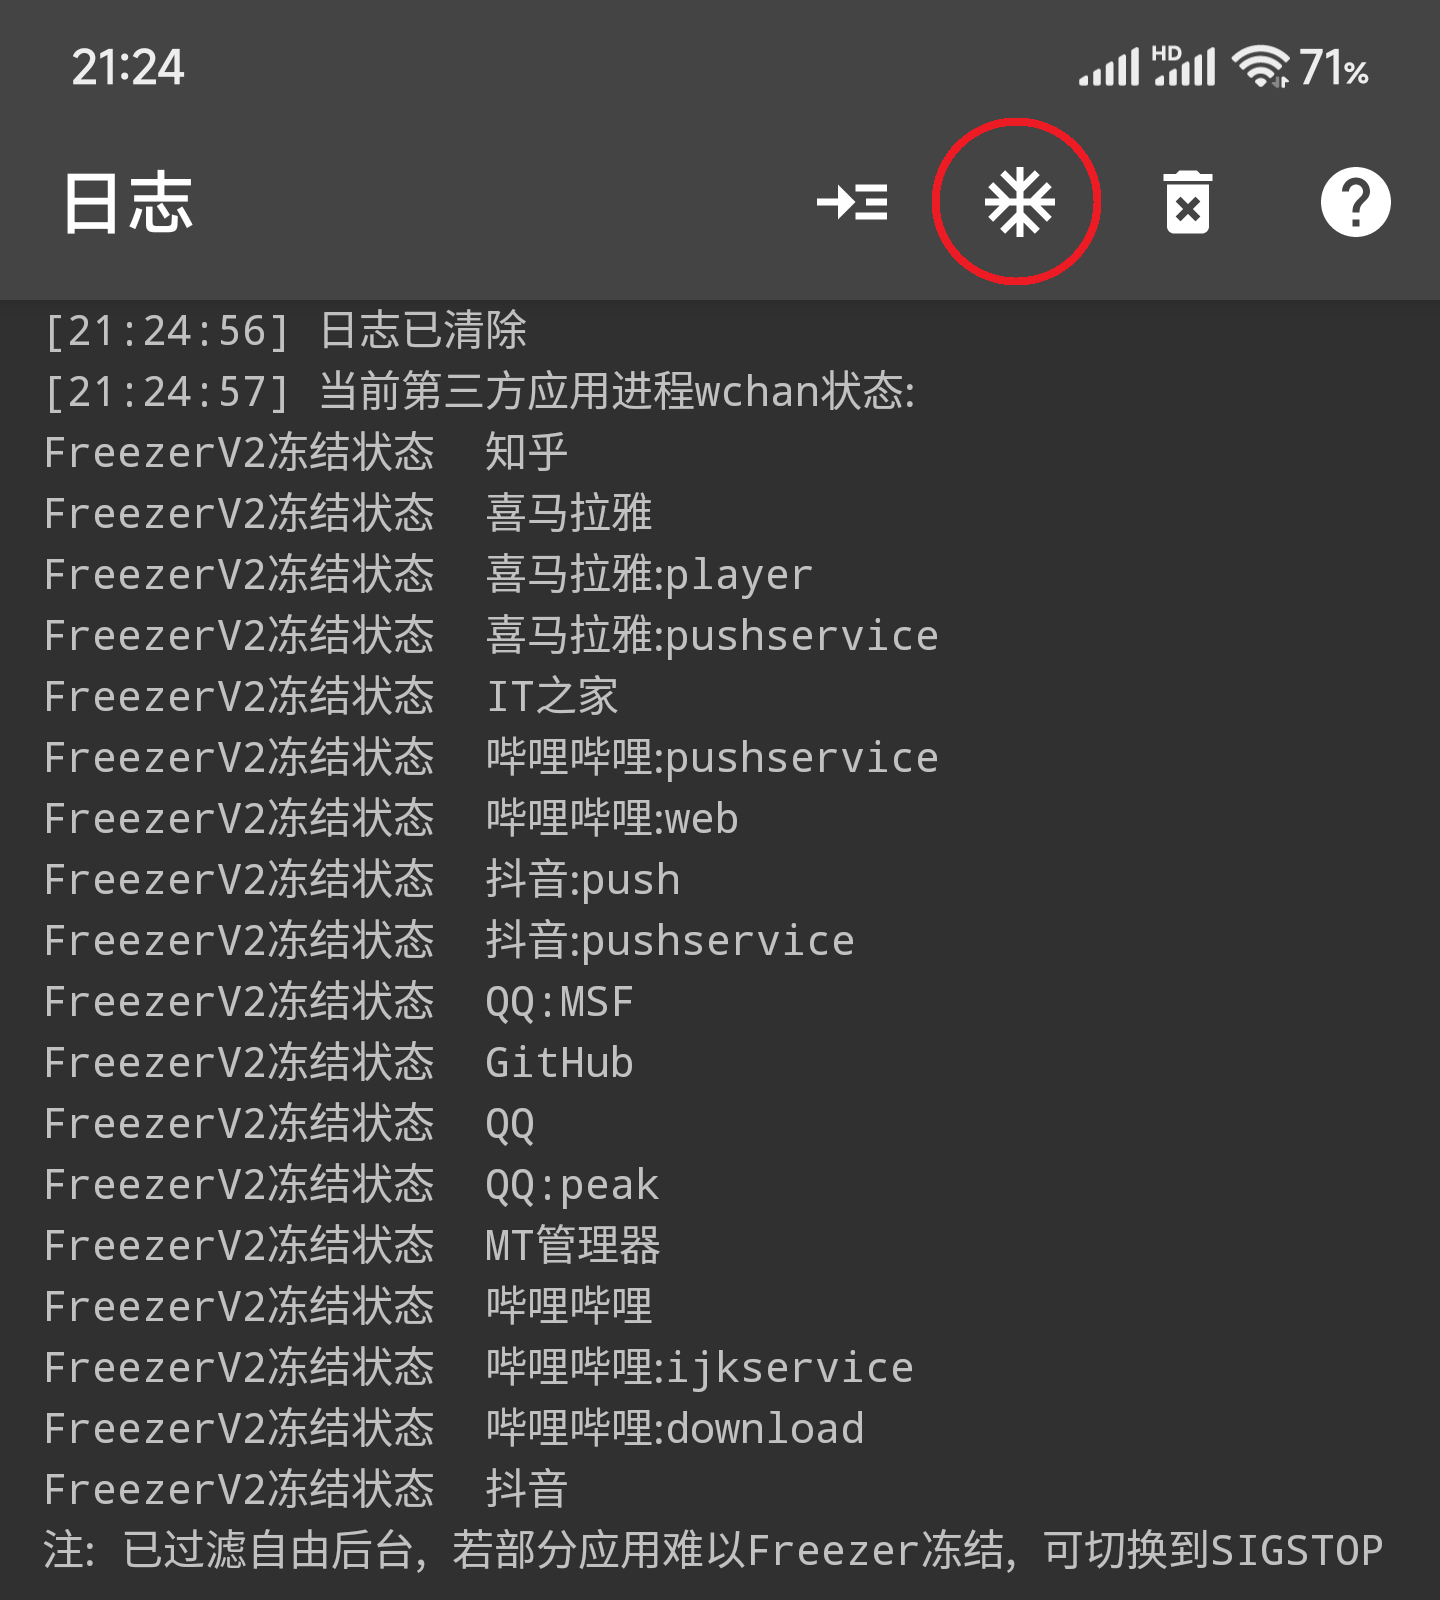 21:24 HD 71%
日志
[21:24:56] 日志已清除
[21:24:57] 当前第三方应用进程wchan状态:
FreezerV2冻结状态 知乎
FreezerV2冻结状态 喜马拉雅
FreezerV2冻结状态 喜马拉雅:player
FreezerV2冻结状态 喜马拉雅:pushservice
FreezerV2冻结状态 IT之家
FreezerV2冻结状态 哔哩哔哩:pushservice
FreezerV2冻结状态 哔哩哔哩:web
FreezerV2冻结状态 抖音:push
FreezerV2冻结状态 抖音:pushservice
FreezerV2冻结状态 QQ:MSF
FreezerV2冻结状态 GitHub
FreezerV2冻结状态 QQ
FreezerV2冻结状态 QQ:peak
FreezerV2冻结状态 MT管理器
FreezerV2冻结状态 哔哩哔哩
FreezerV2冻结状态 哔哩哔哩:ijkservice
FreezerV2冻结状态 哔哩哔哩:download
FreezerV2冻结状态 抖音
注: 已过滤自由后台, 若部分应用难以Freezer冻结, 可切换到SIGSTOP